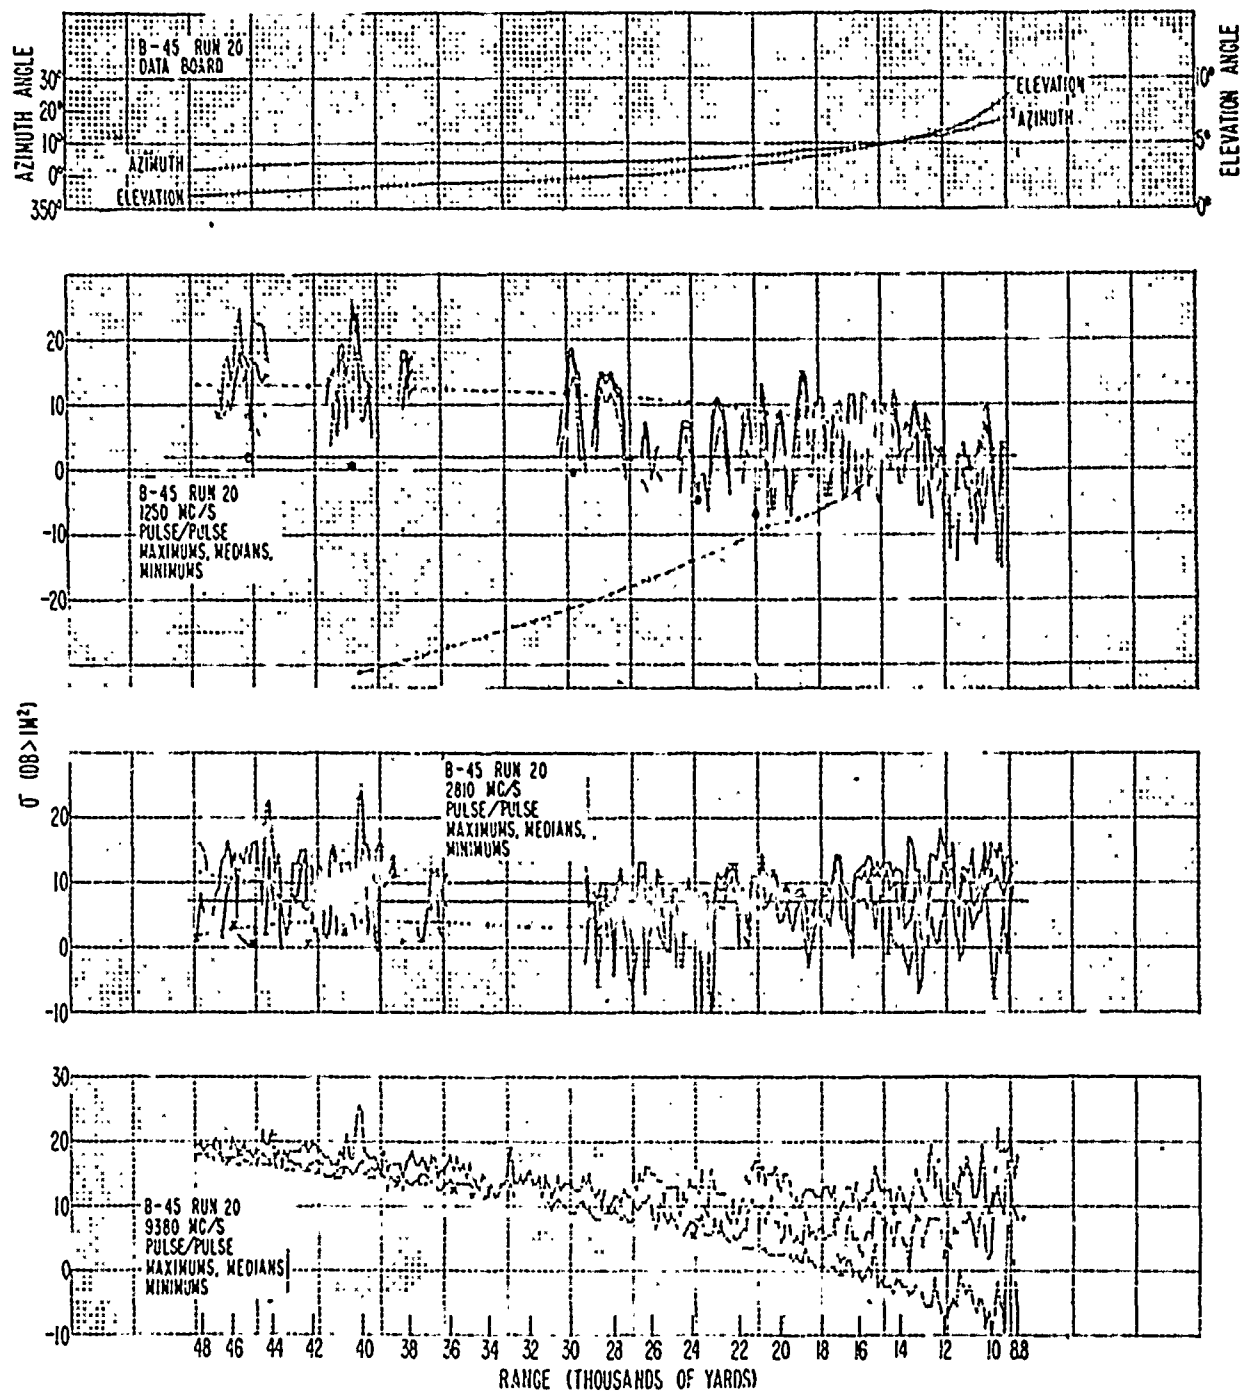 B-45 RUN 20
DATA BOARD
AZIMUTH ANGLE
30°
20°
10°
0°
350°
AZIMUTH
ELEVATION
ELEVATION
AZIMUTH
10°
5°
0°
ELEVATION ANGLE
20
10
0
-10
-20
B-45 RUN 20
1250 MC/S
PULSE/PULSE
MAXIMUMS, MEDIANS,
MINIMUMS
σ (DB>1M²)
20
10
0
-10
B-45 RUN 20
2810 MC/S
PULSE/PULSE
MAXIMUMS, MEDIANS,
MINIMUMS
30
20
10
0
-10
B-45 RUN 20
9380 MC/S
PULSE/PULSE
MAXIMUMS, MEDIANS
MINIMUMS
48 46 44 42 40 38 36 34 32 30 28 26 24 22 20 18 16 14 12 10 8.8
RANGE (THOUSANDS OF YARDS)